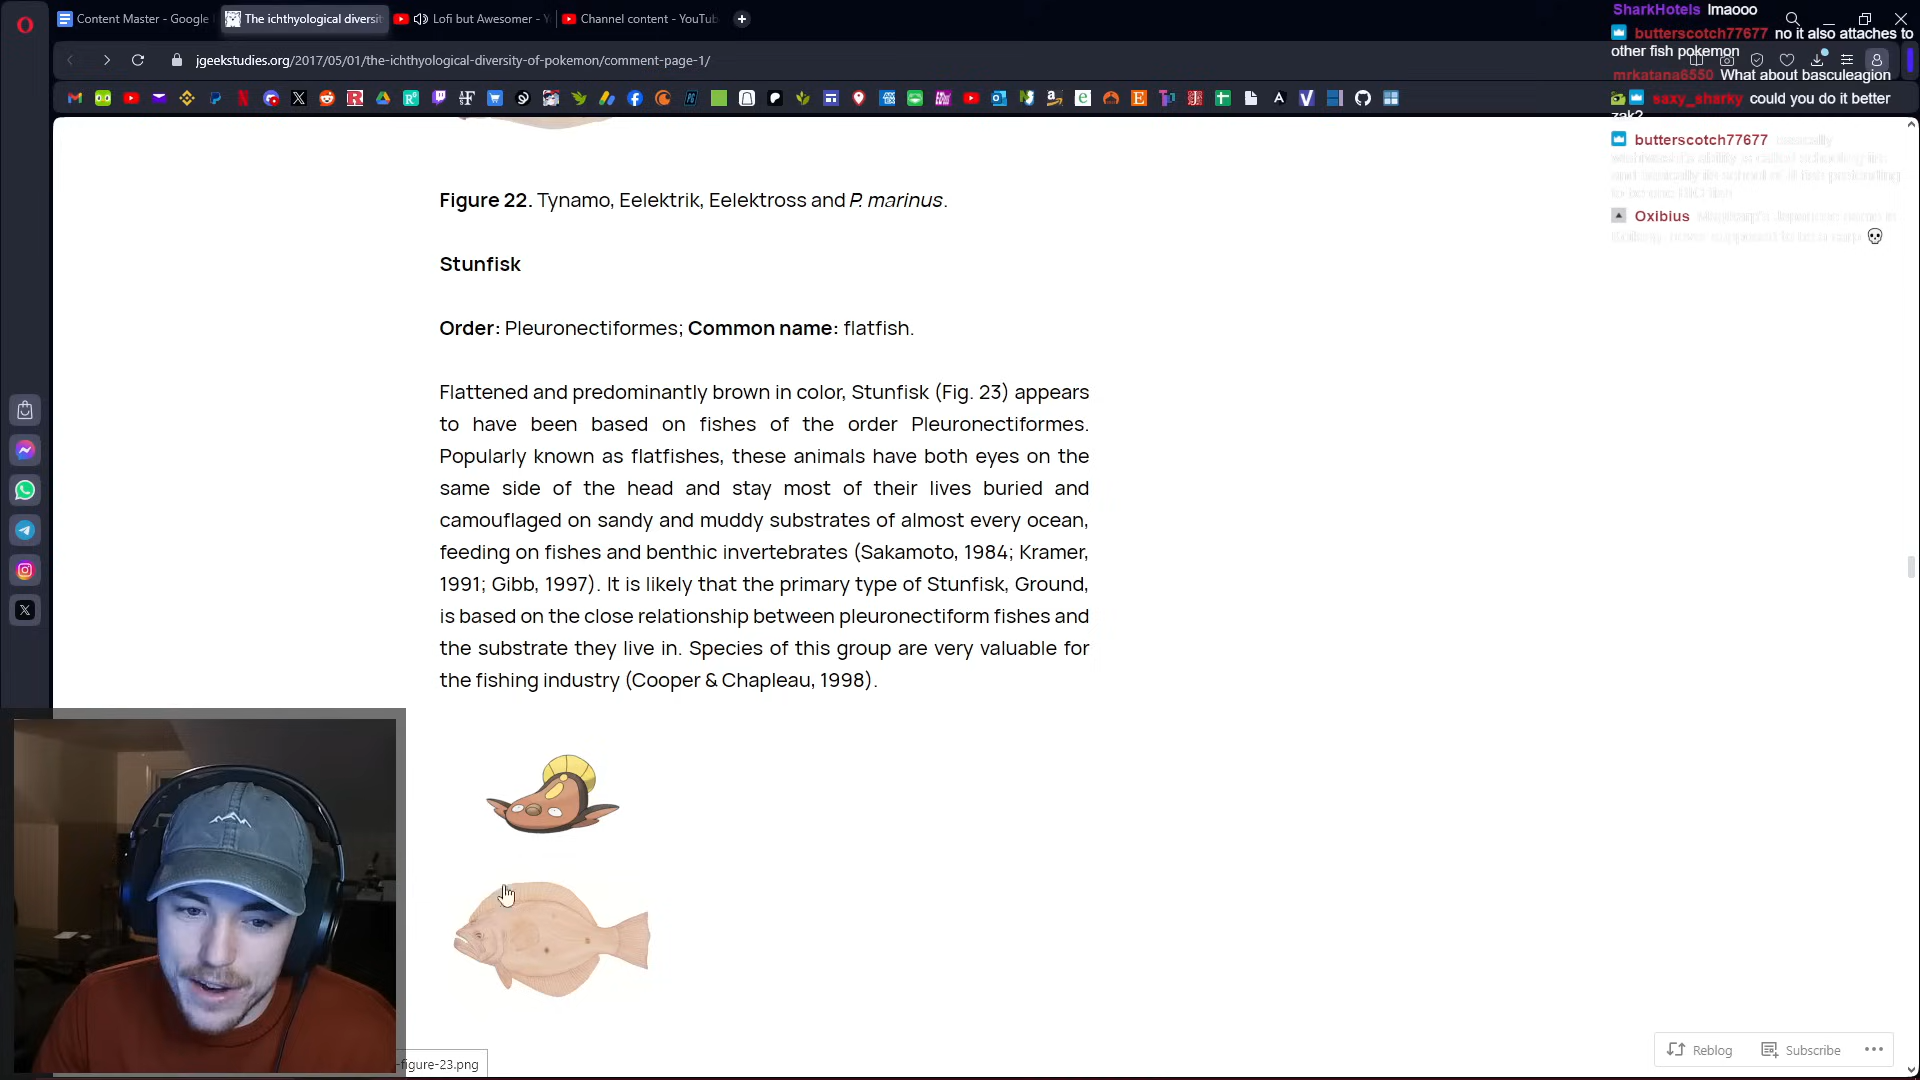 Content Master - Google
The ichthyological diversit
Lofi but Awesomer - Y
Channel content - YouTub
jgeekstudies.org/2017/05/01/the-ichthyological-diversity-of-pokemon/comment-page-1/
SharkHotels lmaooo
butterscotch77677 no it also attaches to
other fish pokemon
mrkatana6550 What about basculeagion
saxy_sharky could you do it better
zak?
butterscotch77677 basically
Oxibius
Figure 22. Tynamo, Eelektrik, Eelektross and P. marinus.
Stunfisk
Order: Pleuronectiformes; Common name: flatfish.
Flattened and predominantly brown in color, Stunfisk (Fig. 23) appears
to have been based on fishes of the order Pleuronectiformes.
Popularly known as flatfishes, these animals have both eyes on the
same side of the head and stay most of their lives buried and
camouflaged on sandy and muddy substrates of almost every ocean,
feeding on fishes and benthic invertebrates (Sakamoto, 1984; Kramer,
1991; Gibb, 1997). It is likely that the primary type of Stunfisk, Ground,
is based on the close relationship between pleuronectiform fishes and
the substrate they live in. Species of this group are very valuable for
the fishing industry (Cooper & Chapleau, 1998).
-figure-23.png
Reblog
Subscribe